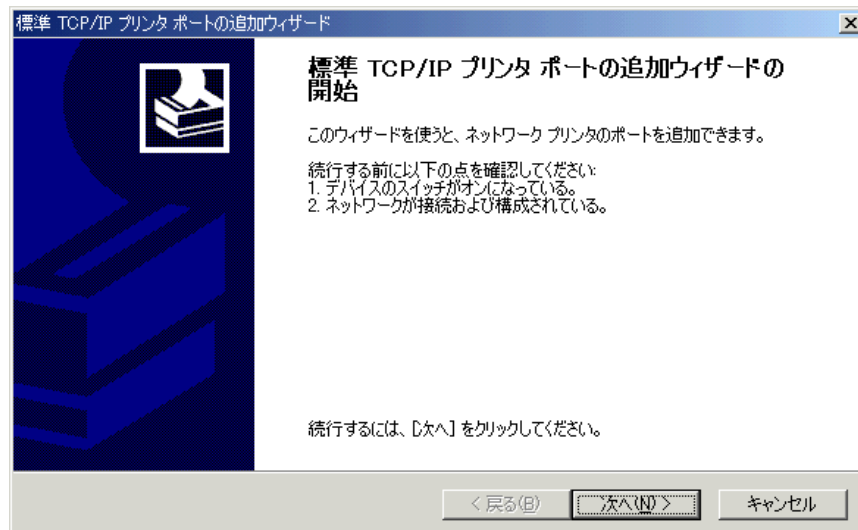 標準 TCP/IP プリンタ ポートの追加ウィザード
標準 TCP/IP プリンタ ポートの追加ウィザードの
開始
このウィザードを使うと、ネットワーク プリンタのポートを追加できます。
続行する前に以下の点を確認してください:
1. デバイスのスイッチがオンになっている。
2. ネットワークが接続および構成されている。
続行するには、[次へ] をクリックしてください。
< 戻る(B)
次へ(N) >
キャンセル